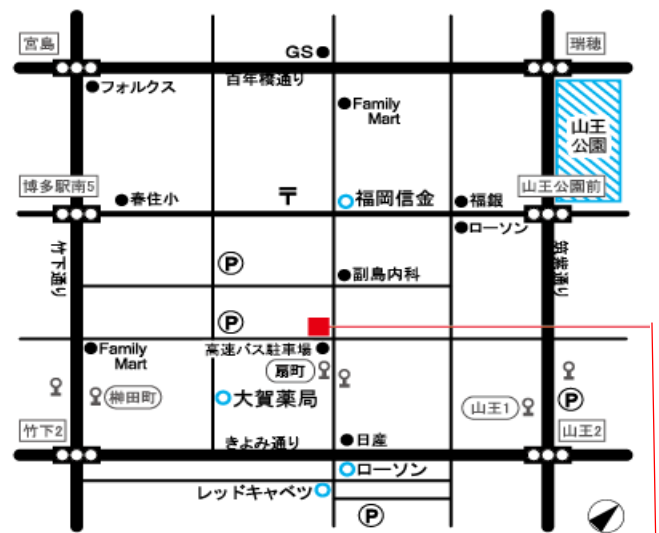 宮島
GS
瑞穂
百年橋通り
フォルクス
Family
Mart
山王
公園
博多駅南5
春住小
〒
福岡信金
福銀
山王公園前
ローソン
竹下通り
筑紫通り
P
副島内科
P
Family
Mart
高速バス駐車場
扇町
榊田町
大賀薬局
山王1
P
竹下2
きよみ通り
日産
山王2
ローソン
レッドキャベツ
P